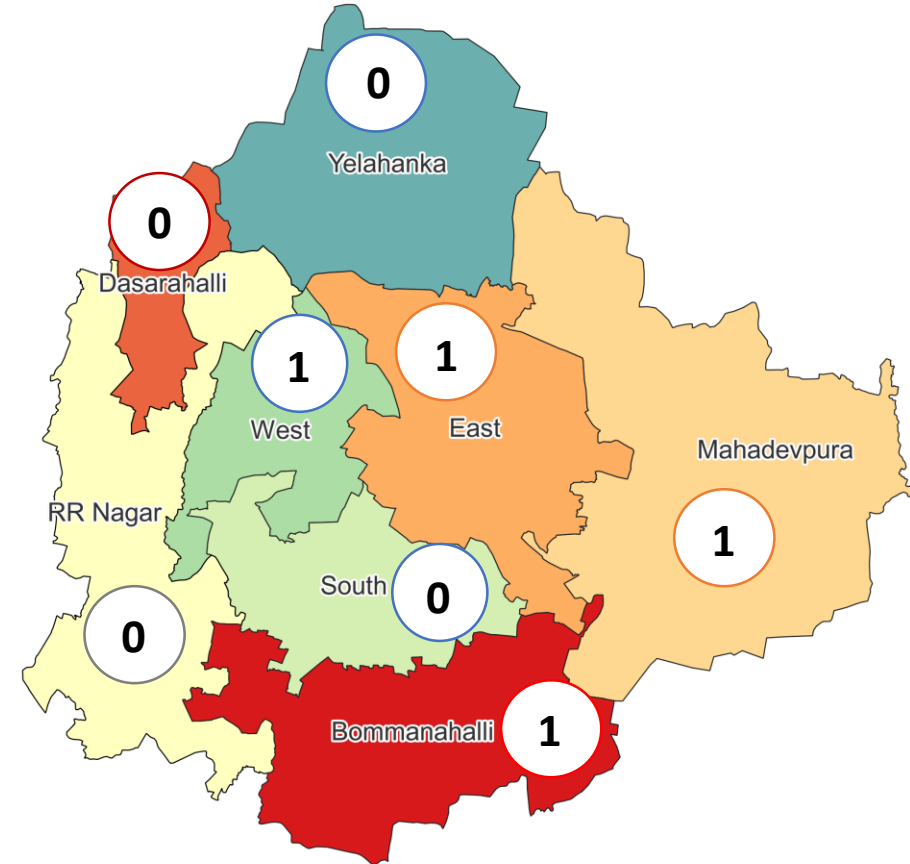 0
Yelahanka
0
Dasarahalli
1
1
West
East
Mahadevpura
RR Nagar
1
South
0
0
Bommanahalli
1